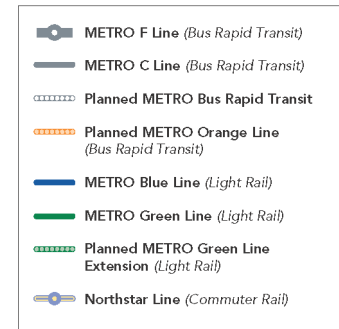 METRO F Line (Bus Rapid Transit)
METRO C Line (Bus Rapid Transit)
Planned METRO Bus Rapid Transit
Planned METRO Orange Line
(Bus Rapid Transit)
METRO Blue Line (Light Rail)
METRO Green Line (Light Rail)
Planned METRO Green Line
Extension (Light Rail)
Northstar Line (Commuter Rail)